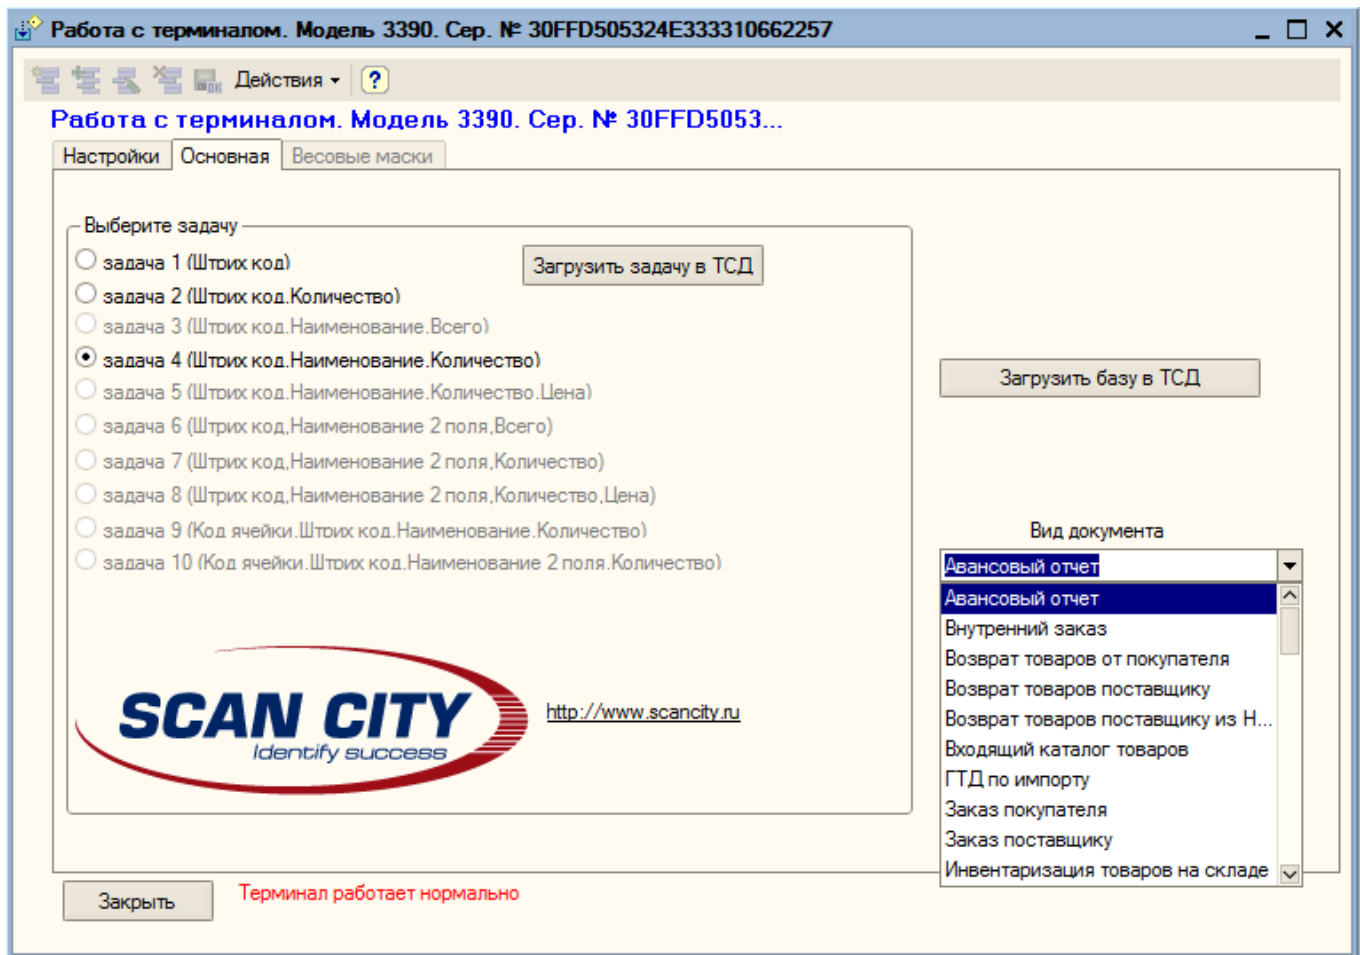 Работа с терминалом. Модель 3390. Сер. № 30FFD505324E333310662257
Действия
?
Работа с терминалом. Модель 3390. Сер. № 30FFD5053...
Настройки Основная Весовые маски
Выберите задачу
задача 1 (Штрих код)
Загрузить задачу в ТСД
задача 2 (Штрих код,Количество)
задача 3 (Штрих код,Наименование,Всего)
задача 4 (Штрих код,Наименование,Количество)
задача 5 (Штрих код,Наименование,Количество,Цена)
задача 6 (Штрих код,Наименование 2 поля,Всего)
задача 7 (Штрих код,Наименование 2 поля,Количество)
задача 8 (Штрих код,Наименование 2 поля,Количество,Цена)
задача 9 (Код ячейки,Штрих код,Наименование,Количество)
задача 10 (Код ячейки,Штрих код,Наименование 2 поля,Количество)
SCAN CITY
Identify success
http://www.scancity.ru
Загрузить базу в ТСД
Вид документа
Авансовый отчет
Авансовый отчет
Внутренний заказ
Возврат товаров от покупателя
Возврат товаров поставщику
Возврат товаров поставщику из Н...
Входящий каталог товаров
ГТД по импорту
Заказ покупателя
Заказ поставщику
Инвентаризация товаров на складе
Закрыть
Терминал работает нормально